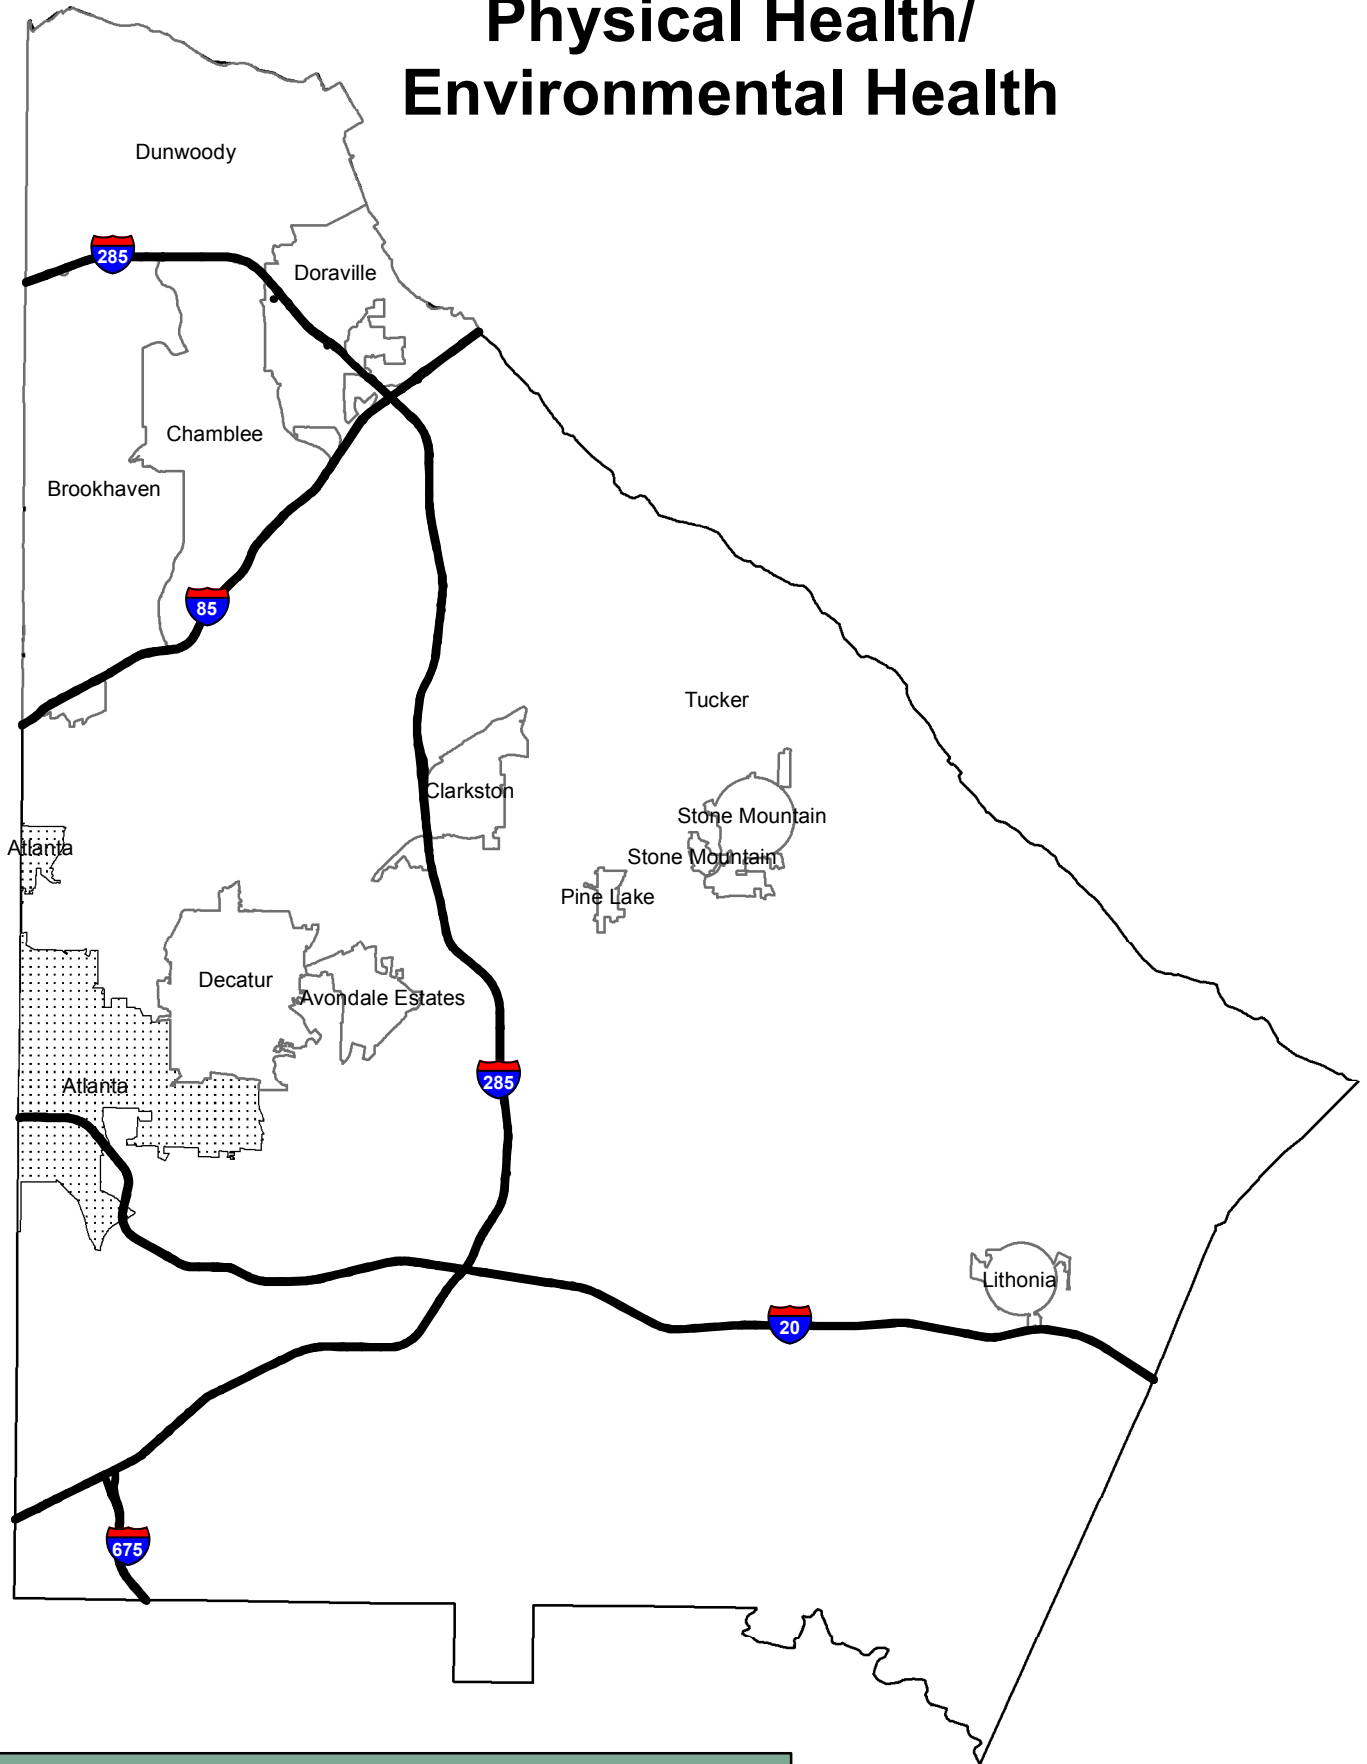 Physical Health/
Environmental Health
Dunwoody
285
Doraville
Chamblee
Brookhaven
85
Tucker
Clarkston
Stone Mountain
Atlanta
Stone Mountain
Pine Lake
Decatur
Avondale Estates
285
Atlanta
Lithonia
20
675